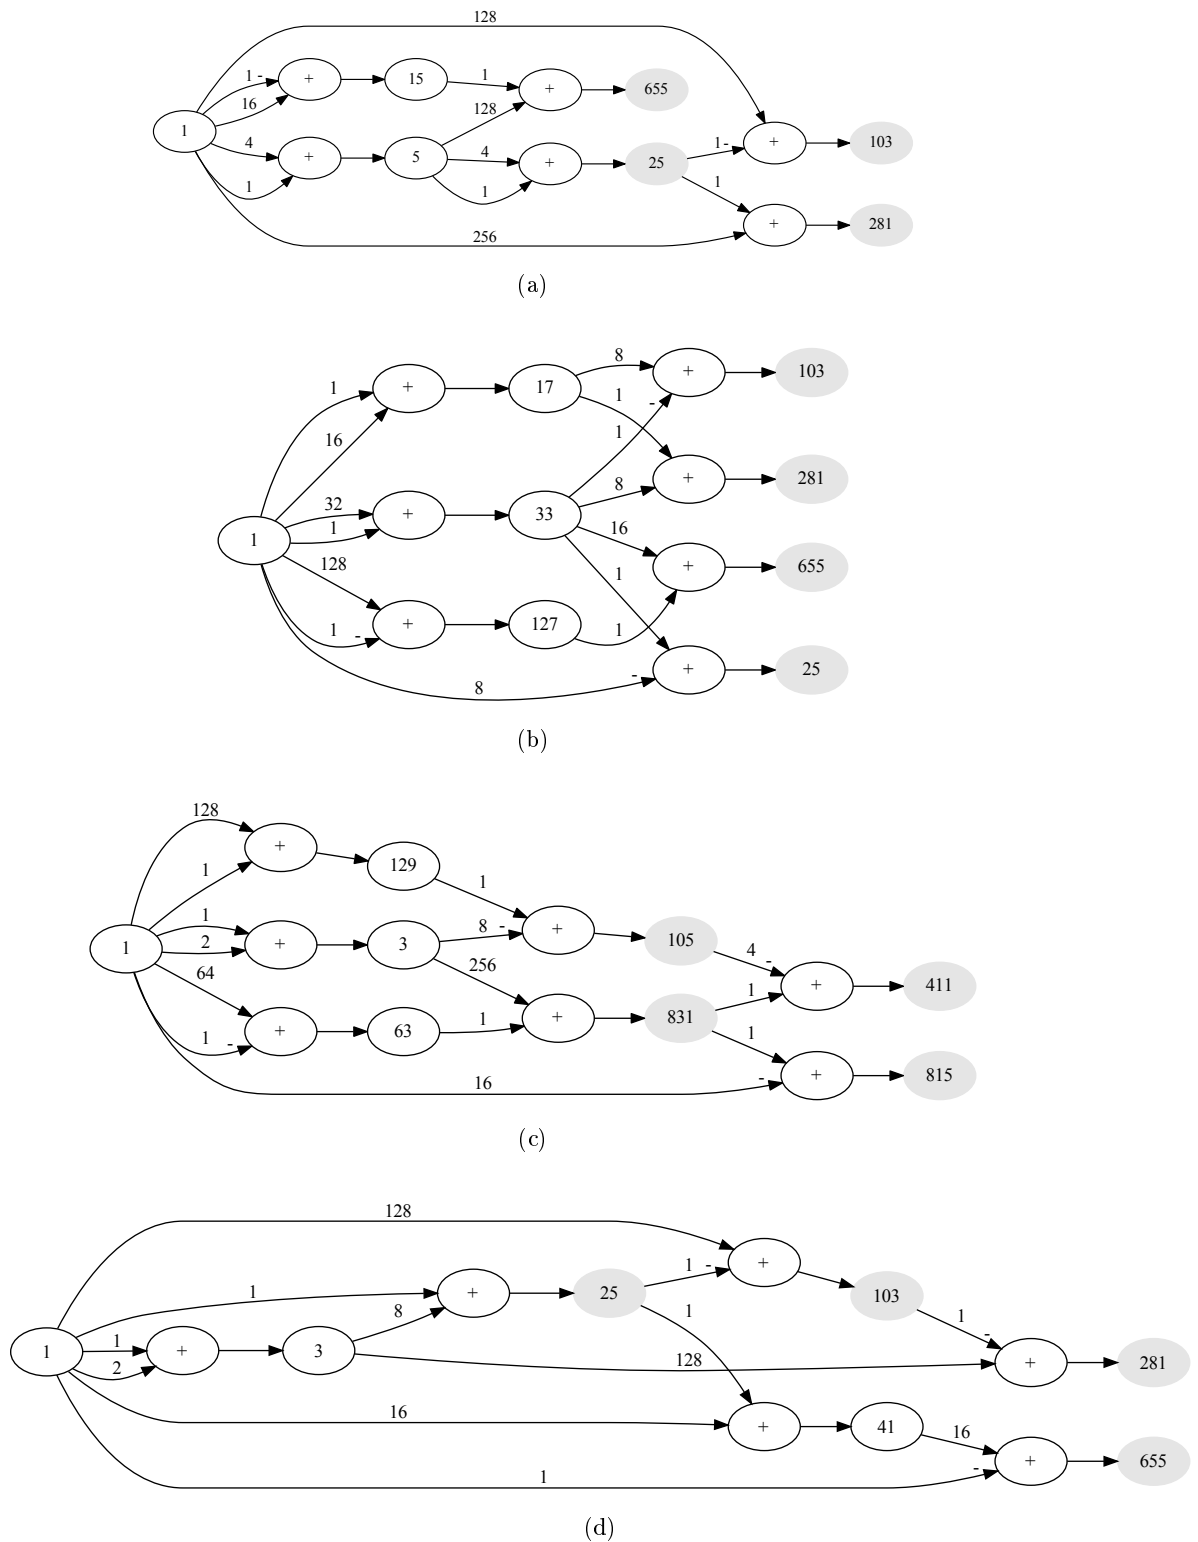 128
1 - + 15 1 + 655
16
128
1 4 + 5 4 + 25 1- + 103
1 1 1
256 + 281
(a)
1 + 17 8 + 103
16 1 -
1
32 + 33 8 + 281
1
1 128 16 + 655
1 - + 127 1 1
8 - + 25
(b)
128 + 129
1 1
1 + 3 8 - + 105
1 2 256 4 - + 411
64 1
1 - + 63 1 + 831 1
16 - + 815
(c)
128 +
1 + 25 1 - 103
8 1 1 -
1 1 + 3 128 + 281
2
16 + 41 16 + 655
1 -
(d)